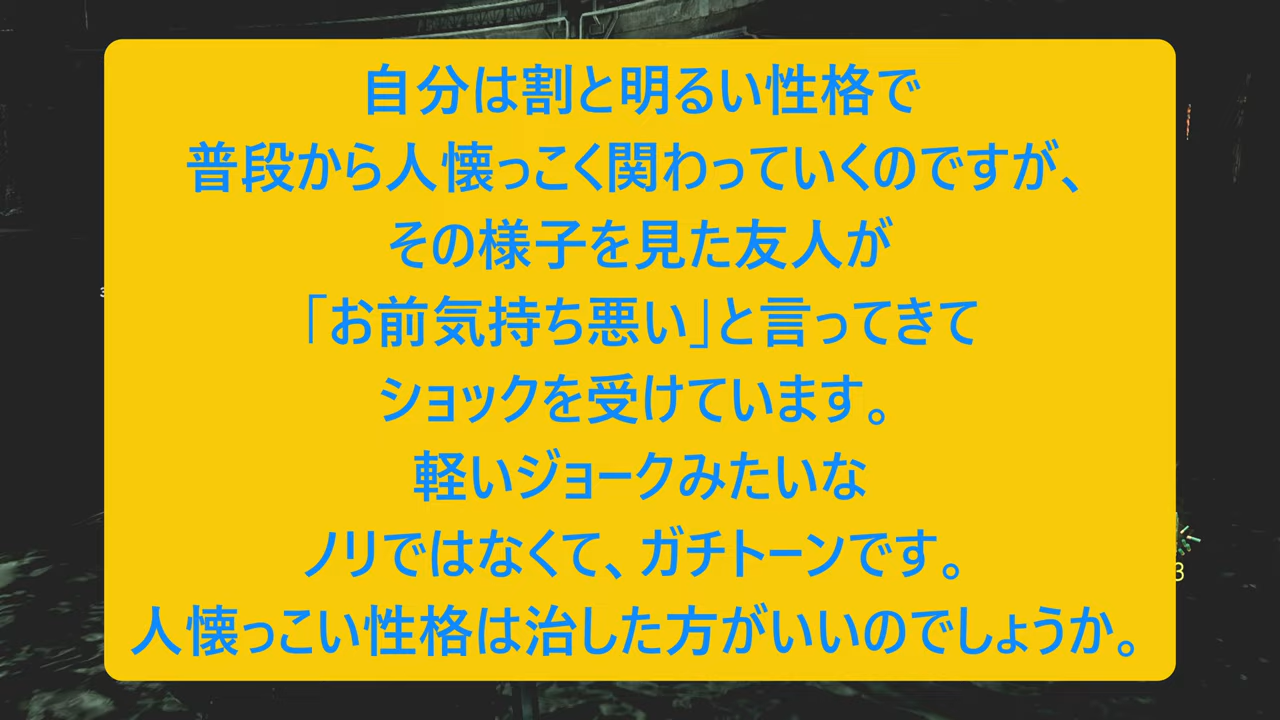 自分は割と明るい性格で
普段から人懐っこく関わっていくのですが、
その様子を見た友人が
「お前気持ち悪い」と言ってきて
ショックを受けています。
軽いジョークみたいな
ノリではなくて、ガチトーンです。
人懐っこい性格は治した方がいいのでしょうか。